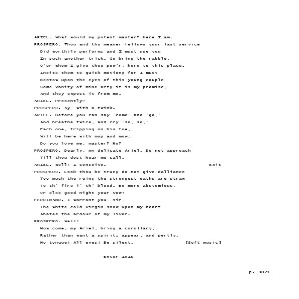 ARIEL. What would my potent master? here I am.
PROSPERO. Thou and thy meaner fellows your last service
Did worthily perform; and I must use you
In such another trick. Go bring the rabble,
O'er whom I give thee pow'r, here to this place.
Incite them to quick motion; for I must
Bestow upon the eyes of this young couple
Some vanity of mine art; it is my promise,
And they expect it from me.
ARIEL. Presently?
PROSPERO. Ay, with a twink.
ARIEL. Before you can say 'come' and 'go,'
And breathe twice, and cry 'so, so,'
Each one, tripping on his toe,
Will be here with mop and mow.
Do you love me, master? No?
PROSPERO. Dearly, my delicate Ariel. Do not approach
Till thou dost hear me call.
ARIEL. Well! I conceive. Exit
PROSPERO. Look thou be true; do not give dalliance
Too much the rein; the strongest oaths are straw
To th' fire i' th' blood. Be more abstemious,
Or else good night your vow!
FERDINAND. I warrant you, sir,
The white cold virgin snow upon my heart
Abates the ardour of my liver.
PROSPERO. Well!
Now come, my Ariel, bring a corollary,
Rather than want a spirit; appear, and pertly.
No tongue! All eyes! Be silent. [Soft music]
Enter IRIS